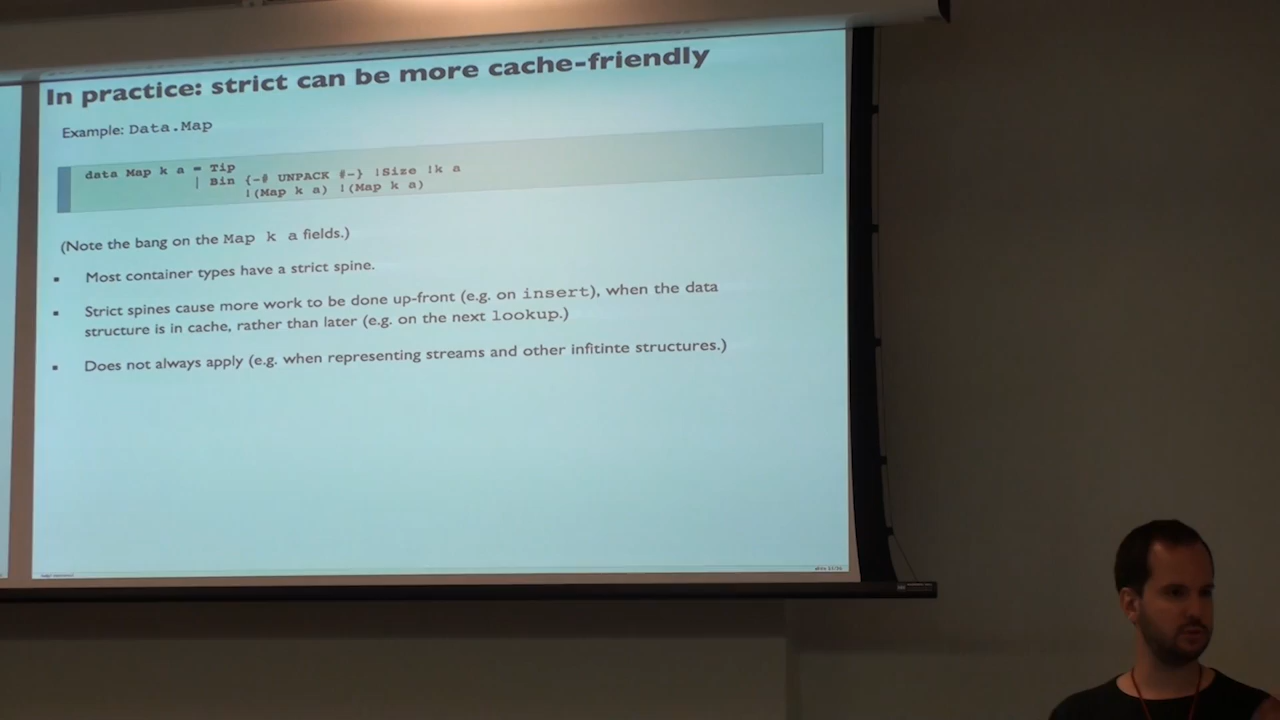 In practice: strict can be more cache-friendly
Example: Data.Map
data Map k a = Tip
| Bin {-# UNPACK #-} !Size !k a
!(Map k a) !(Map k a)
(Note the bang on the Map k a fields.)
▪ Most container types have a strict spine.
▪ Strict spines cause more work to be done up-front (e.g. on insert), when the data
structure is in cache, rather than later (e.g. on the next lookup.)
▪ Does not always apply (e.g. when representing streams and other infitinte structures.)